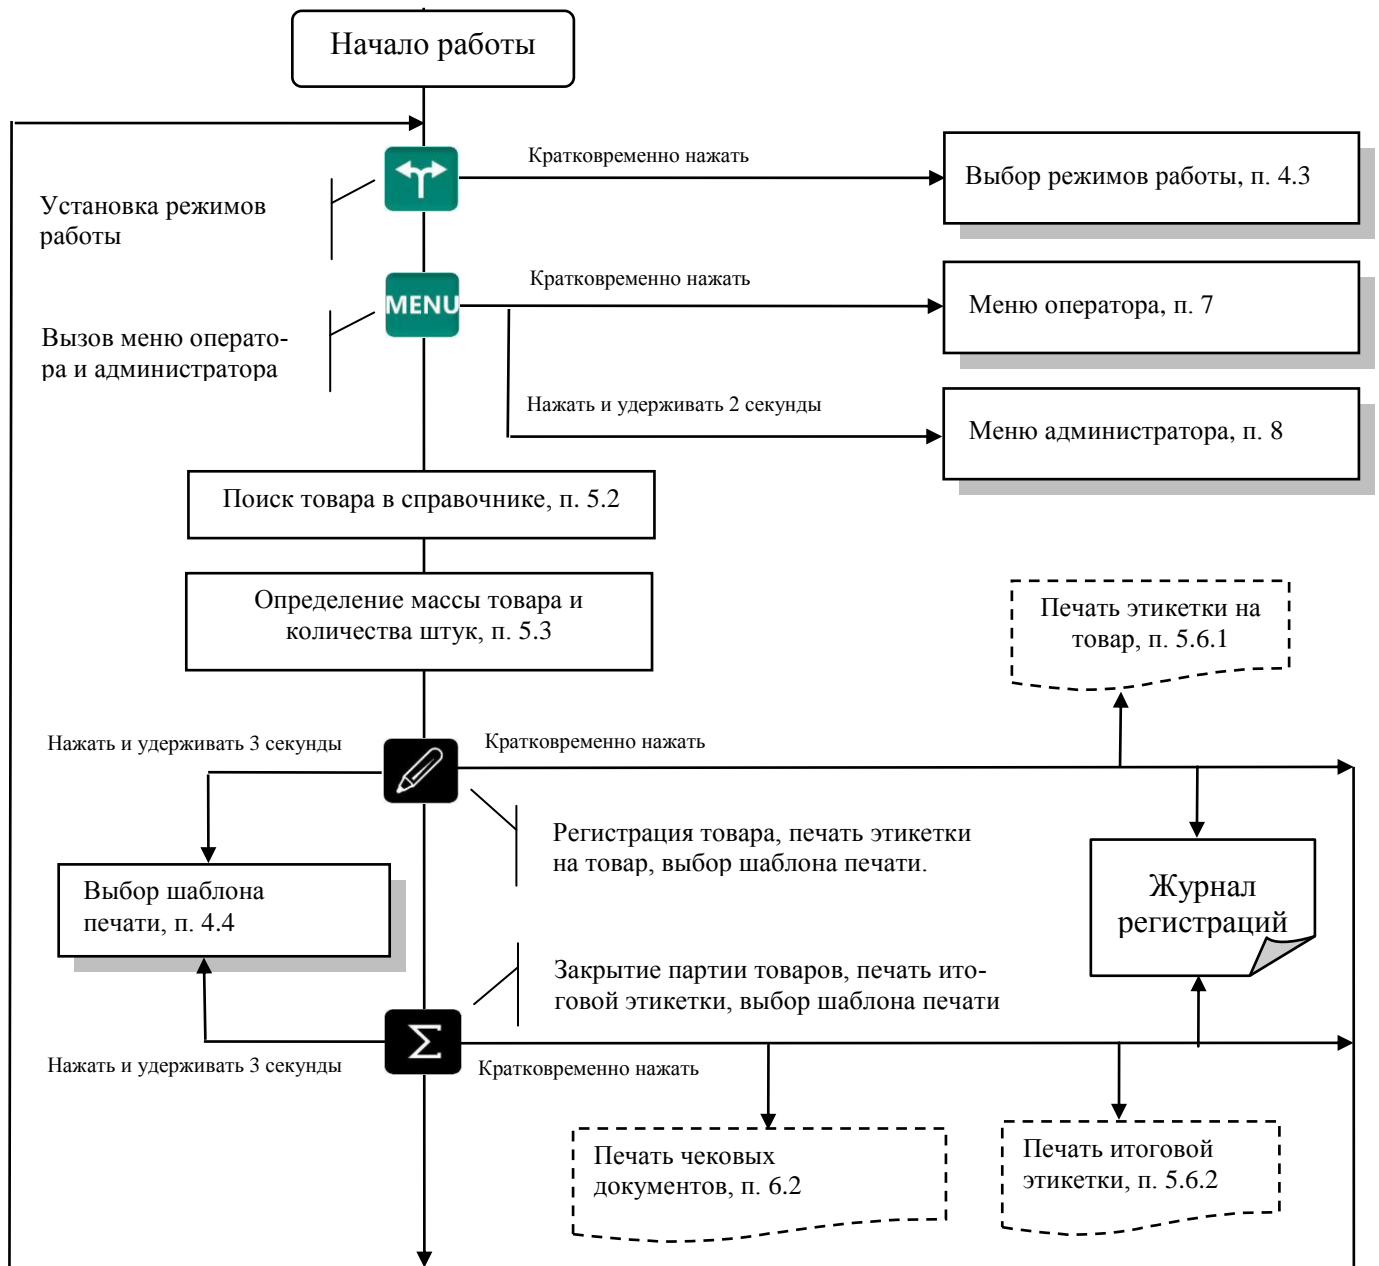 Начало работы
Кратковременно нажать
Выбор режимов работы, п. 4.3
Установка режимов
работы
Кратковременно нажать
MENU
Меню оператора, п. 7
Вызов меню операто-
ра и администратора
Нажать и удерживать 2 секунды
Меню администратора, п. 8
Поиск товара в справочнике, п. 5.2
Определение массы товара и
количества штук, п. 5.3
Печать этикетки на
товар, п. 5.6.1
Нажать и удерживать 3 секунды
Кратковременно нажать
Регистрация товара, печать этикетки
на товар, выбор шаблона печати.
Журнал
регистраций
Выбор шаблона
печати, п. 4.4
Закрытие партии товаров, печать ито-
говой этикетки, выбор шаблона печати
Σ
Нажать и удерживать 3 секунды
Кратковременно нажать
Печать чековых
документов, п. 6.2
Печать итоговой
этикетки, п. 5.6.2